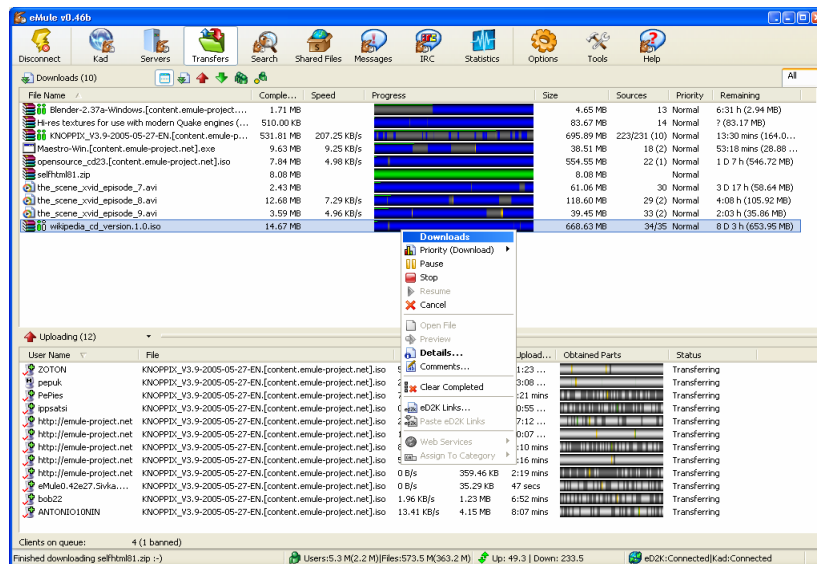 eMule v0.46b
Disconnect Kad Servers Transfers Search Shared Files Messages IRC Statistics Options Tools Help
Downloads (10) All
File Name Comple... Speed Progress Size Sources Priority Remaining
Blender-2.37a-Windows.[content.emule-project.... 1.71 MB 4.65 MB 13 Normal 6:31 h (2.94 MB)
Hi-res textures for use with modern Quake engines (... 510.00 KB 83.67 MB 14 Normal ? (83.17 MB)
KNOPPIX_V3.9-2005-05-27-EN.[content.emule-p... 531.81 MB 207.25 KB/s 695.89 MB 223/231 (10) Normal 13:30 mins (164.0...
Maestro-Win.[content.emule-project.net].exe 9.63 MB 9.25 KB/s 38.51 MB 18 (2) Normal 53:18 mins (28.88 ...
opensource_cd23.[content.emule-project.net].iso 7.84 MB 4.98 KB/s 554.55 MB 22 (1) Normal 1 D 7 h (546.72 MB)
selfhtml81.zip 8.08 MB 8.08 MB Normal
the_scene_xvid_episode_7.avi 2.43 MB 61.06 MB 30 Normal 3 D 17 h (58.64 MB)
the_scene_xvid_episode_8.avi 12.68 MB 7.29 KB/s 118.60 MB 29 (2) Normal 4:08 h (105.92 MB)
the_scene_xvid_episode_9.avi 3.59 MB 4.96 KB/s 39.45 MB 33 (2) Normal 2:03 h (35.86 MB)
wikipedia_cd_version.1.0.iso 14.67 MB 668.63 MB 34/35 Normal 8 D 3 h (653.95 MB)
Downloads
Priority (Download)
Pause
Stop
Resume
Cancel
Open File
Preview
Details...
Comments...
Clear Completed
eD2K Links...
Paste eD2K Links
Web Services
Assign To Category
Uploading (12)
User Name File Upload... Obtained Parts Status
ZOTON KNOPPIX_V3.9-2005-05-27-EN.[content.emule-project.net].iso 1:23 ... Transferring
pepuk KNOPPIX_V3.9-2005-05-27-EN.[content.emule-project.net].iso 3:08 ... Transferring
PePies KNOPPIX_V3.9-2005-05-27-EN.[content.emule-project.net].iso :21 mins Transferring
ippsatsi KNOPPIX_V3.9-2005-05-27-EN.[content.emule-project.net].iso 0:55 ... Transferring
http://emule-project.net KNOPPIX_V3.9-2005-05-27-EN.[content.emule-project.net].iso 7:12 ... Transferring
http://emule-project.net KNOPPIX_V3.9-2005-05-27-EN.[content.emule-project.net].iso 0:07 ... Transferring
http://emule-project.net KNOPPIX_V3.9-2005-05-27-EN.[content.emule-project.net].iso :10 mins Transferring
http://emule-project.net KNOPPIX_V3.9-2005-05-27-EN.[content.emule-project.net].iso :16 mins Transferring
http://emule-project.net KNOPPIX_V3.9-2005-05-27-EN.[content.emule-project.net].iso 0 B/s 359.46 KB 2:19 mins Transferring
eMule0.42e27.Sivka.... KNOPPIX_V3.9-2005-05-27-EN.[content.emule-project.net].iso 0 B/s 35.29 KB 47 secs Transferring
bob22 KNOPPIX_V3.9-2005-05-27-EN.[content.emule-project.net].iso 1.96 KB/s 1.23 MB 6:52 mins Transferring
ANTONIO10NIN KNOPPIX_V3.9-2005-05-27-EN.[content.emule-project.net].iso 13.41 KB/s 4.15 MB 8:07 mins Transferring
Clients on queue: 4 (1 banned)
Finished downloading selfhtml81.zip :-) Users:5.3 M(2.2 M)|Files:573.5 M(363.2 M) Up: 49.3 | Down: 233.5 eD2K:Connected|Kad:Connected